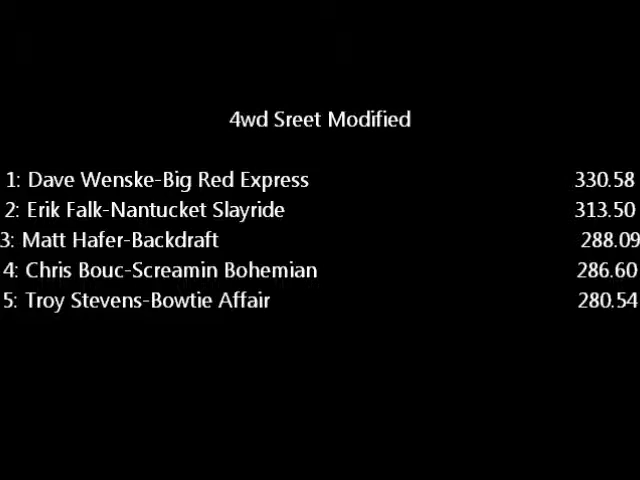 4wd Sreet Modified
1: Dave Wenske-Big Red Express 330.58
2: Erik Falk-Nantucket Slayride 313.50
3: Matt Hafer-Backdraft 288.09
4: Chris Bouc-Screamin Bohemian 286.60
5: Troy Stevens-Bowtie Affair 280.54